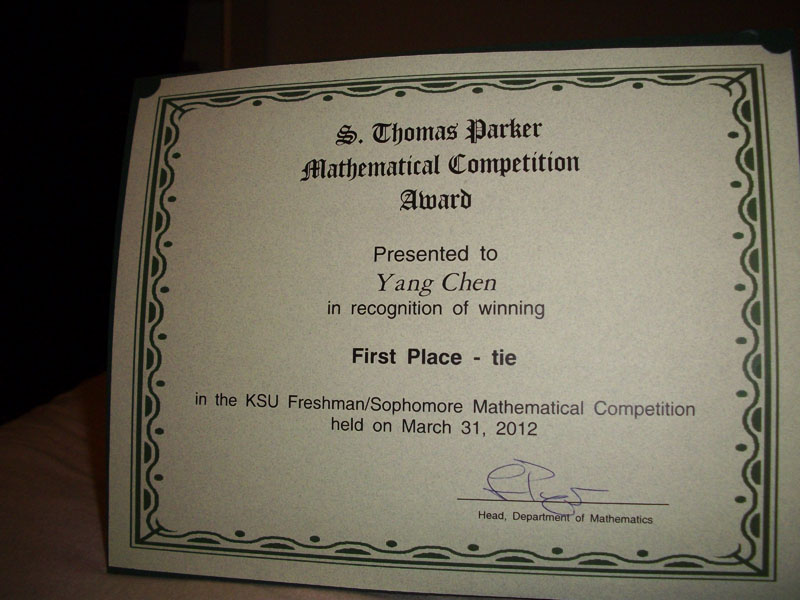 S. Thomas Parker
Mathematical Competition
Award
Presented to
Yang Chen
in recognition of winning
First Place - tie
in the KSU Freshman/Sophomore Mathematical Competition
held on March 31, 2012
Head, Department of Mathematics